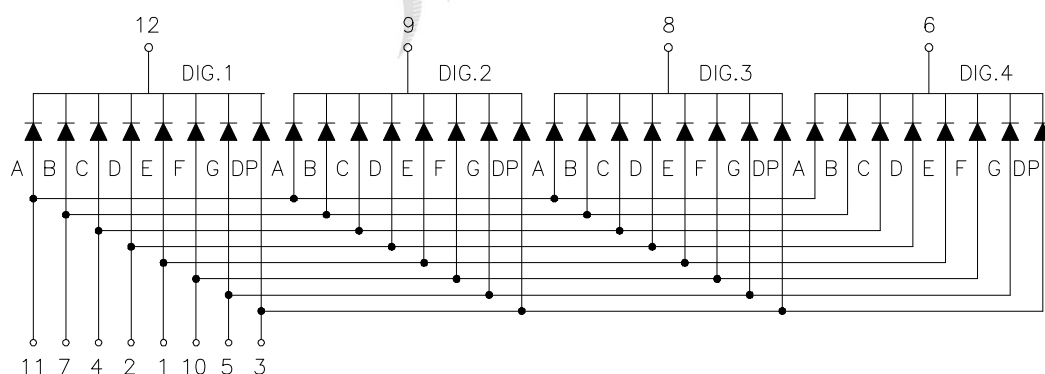 12 9 8 6
DIG.1 DIG.2 DIG.3 DIG.4
A B C D E F G DP A B C D E F G DP A B C D E F G DP A B C D E F G DP
11 7 4 2 1 10 5 3